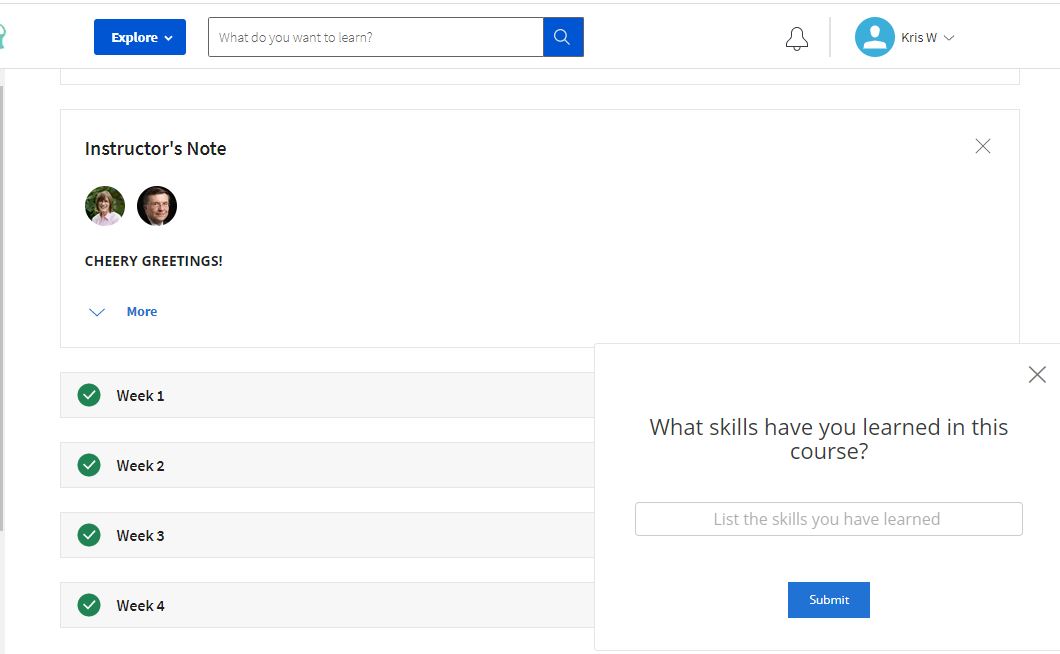 Explore
What do you want to learn?
Kris W
Instructor's Note
CHEERY GREETINGS!
More
Week 1
Week 2
Week 3
Week 4
What skills have you learned in this
course?
List the skills you have learned
Submit